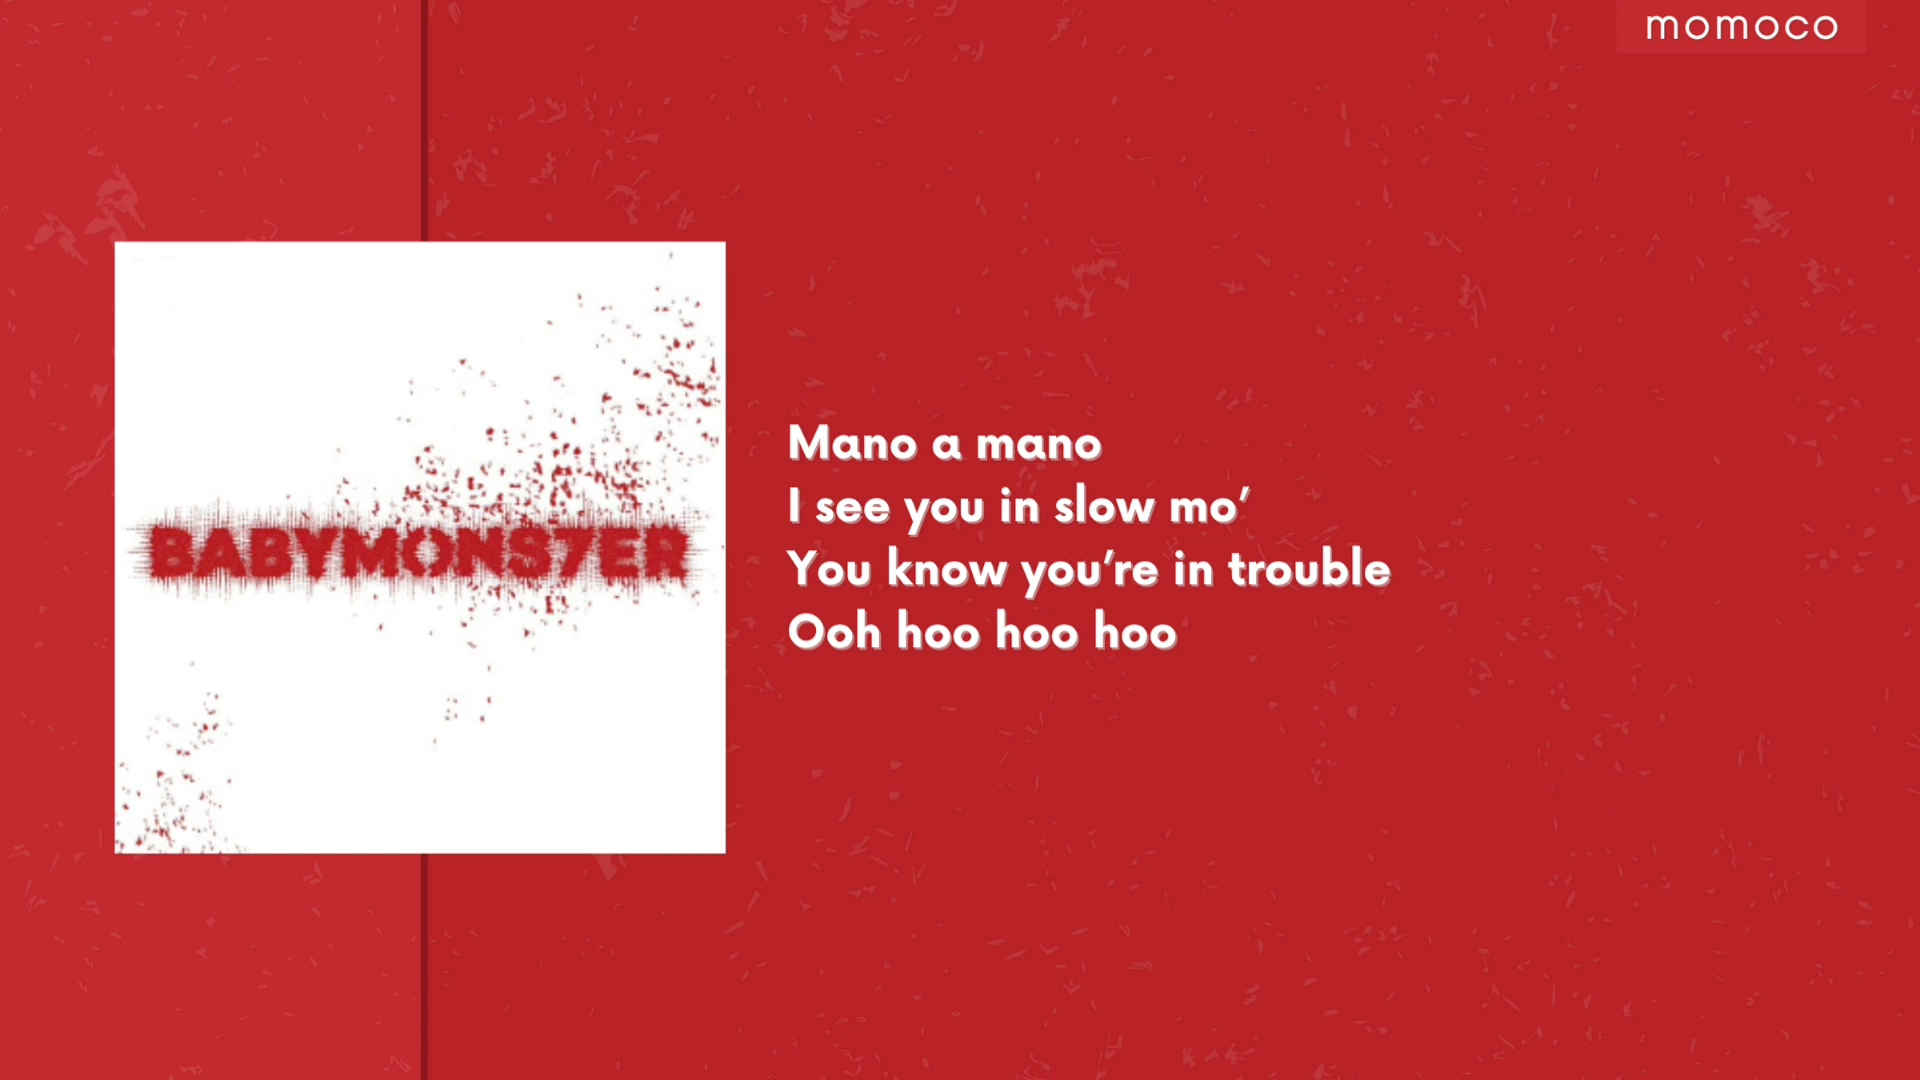 momoco
BABYMONS7ER
Mano a mano
I see you in slow mo’
You know you’re in trouble
Ooh hoo hoo hoo